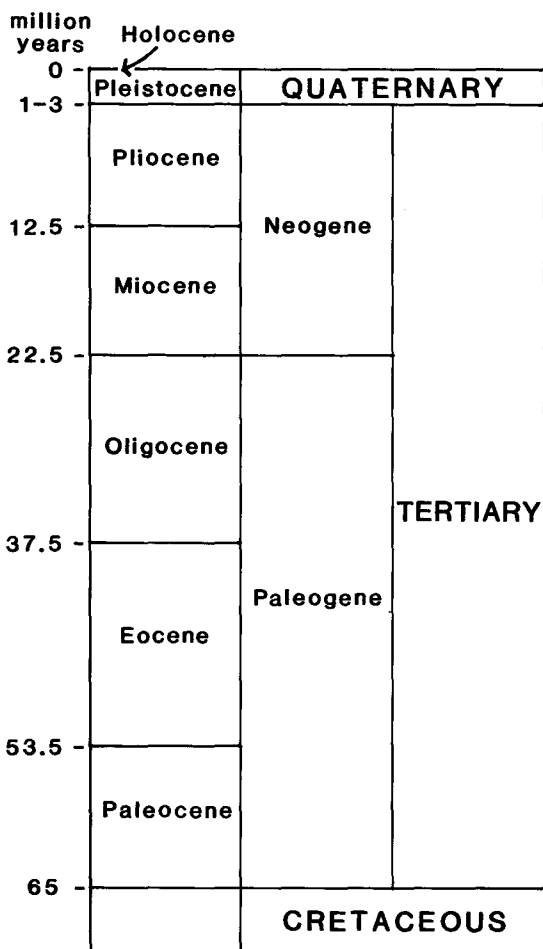 million
years
Holocene
0
Pleistocene QUATERNARY
1-3
Pliocene
12.5
Neogene
Miocene
22.5
Oligocene
TERTIARY
37.5
Paleogene
Eocene
53.5
Paleocene
65
CRETACEOUS